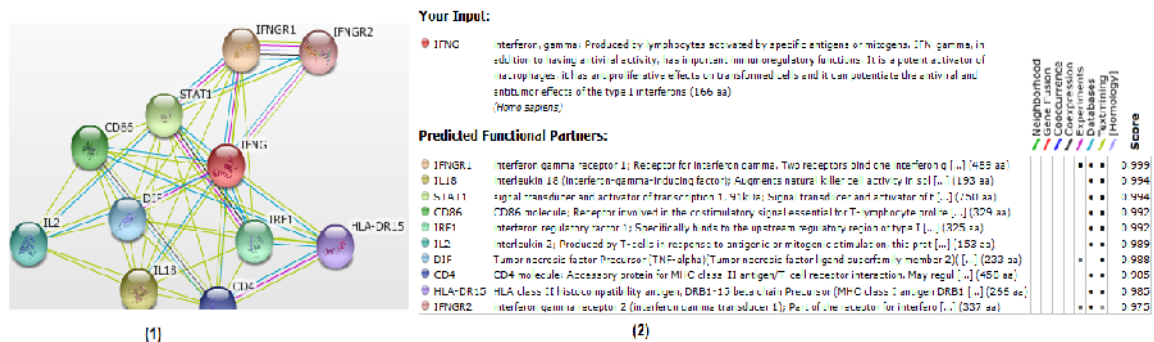 IFNGR1
IFNGR2
STAT1
CD86
IFNG
DIF
IL2
IRF1
HLA-DR15
IL18
CD4
(1)
Your Input:
IFNG interferon, gamma; Produced by lymphocytes activated by specific antigens or mitogens. IFN-gamma, in
addition to having antiviral activity, has important immunoregulatory functions. It is a potent activator of
macrophages, it has antiproliferative effects on transformed cells and it can potentiate the antiviral and
antitumor effects of the type I interferons (166 aa)
(Homo sapiens)
Neighborhood
Gene Fusion
Cooccurrence
Coexpression
Experiments
Databases
Textmining
[Homology]
Score
Predicted Functional Partners:
IFNGR1 interferon gamma receptor 1; Receptor for interferon gamma. Two receptors bind one interferon g [...] (489 aa) 0.999
IL18 interleukin 18 (interferon-gamma-inducing factor); Augments natural killer cell activity in spl [...] (193 aa) 0.994
STAT1 signal transducer and activator of transcription 1, 91kDa; Signal transducer and activator of t [...] (750 aa) 0.994
CD86 CD86 molecule; Receptor involved in the costimulatory signal essential for T-lymphocyte prolife [...] (329 aa) 0.992
IRF1 interferon regulatory factor 1; Specifically binds to the upstream regulatory region of type I [...] (325 aa) 0.992
IL2 interleukin 2; Produced by T-cells in response to antigenic or mitogenic stimulation, this prot [...] (153 aa) 0.989
DIF Tumor necrosis factor Precursor (TNF-alpha)(Tumor necrosis factor ligand superfamily member 2)( [...] (233 aa) 0.988
CD4 CD4 molecule; Accessory protein for MHC class-II antigen/T-cell receptor interaction. May regul [...] (458 aa) 0.985
HLA-DR15 HLA class II histocompatibility antigen, DRB1-15 beta chain Precursor (MHC class I antigen DRB1 [...] (266 aa) 0.985
IFNGR2 interferon gamma receptor 2 (interferon gamma transducer 1); Part of the receptor for interfero [...] (337 aa) 0.975
(2)